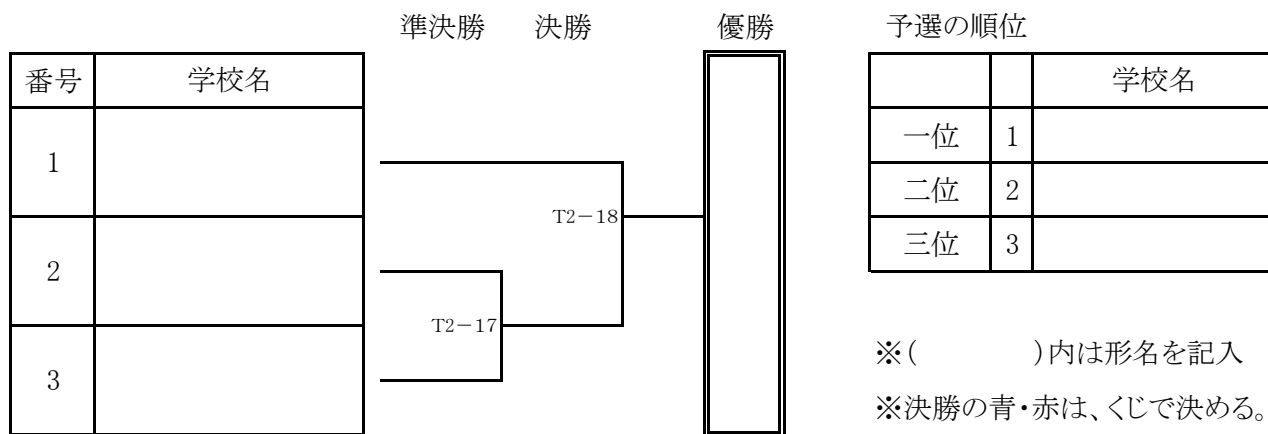 準決勝 決勝 優勝
番号 学校名
1
2
3
T2－18
T2－17
予選の順位
学校名
一位 1
二位 2
三位 3
※(　　　　)内は形名を記入
※決勝の青・赤は、くじで決める。